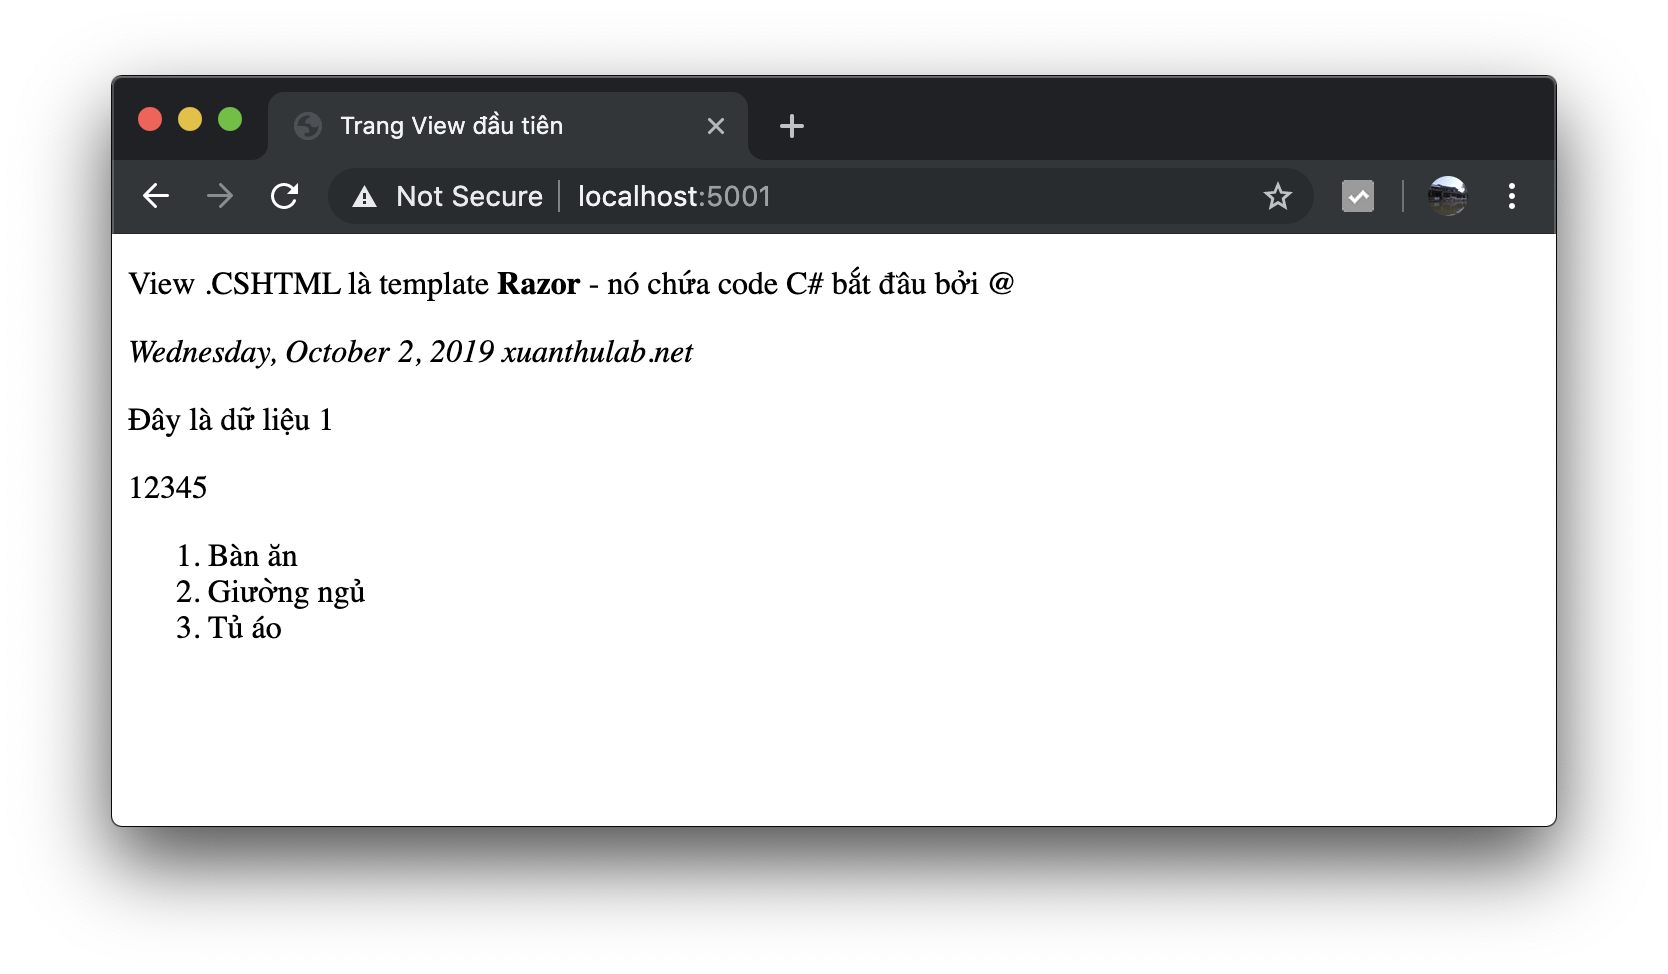 Trang View đầu tiên
Not Secure | localhost:5001
View .CSHTML là template Razor - nó chứa code C# bắt đâu bởi @
Wednesday, October 2, 2019 xuanthulab.net
Đây là dữ liệu 1
12345
1. Bàn ăn
2. Giường ngủ
3. Tủ áo